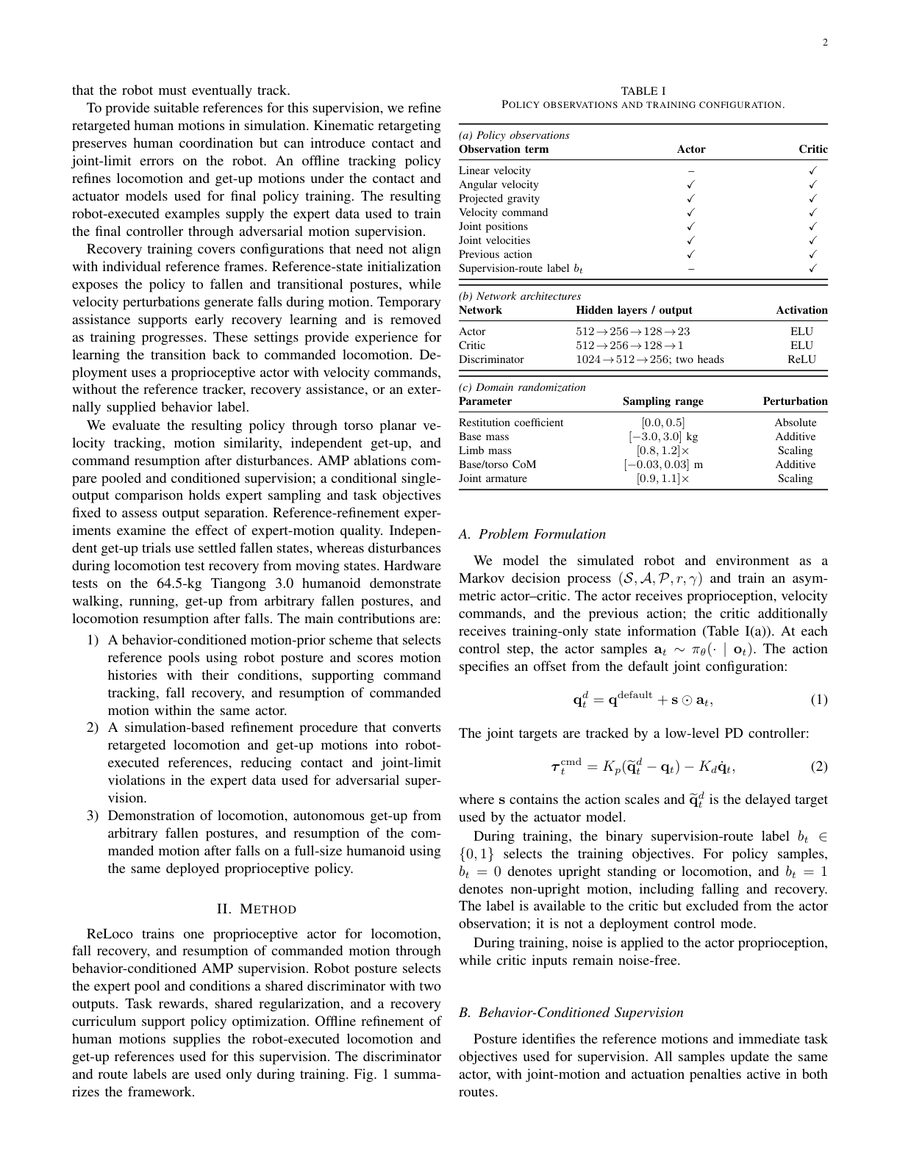 2
that the robot must eventually track.
To provide suitable references for this supervision, we refine
retargeted human motions in simulation. Kinematic retargeting
preserves human coordination but can introduce contact and
joint-limit errors on the robot. An offline tracking policy
refines locomotion and get-up motions under the contact and
actuator models used for final policy training. The resulting
robot-executed examples supply the expert data used to train
the final controller through adversarial motion supervision.
Recovery training covers configurations that need not align
with individual reference frames. Reference-state initialization
exposes the policy to fallen and transitional postures, while
velocity perturbations generate falls during motion. Temporary
assistance supports early recovery learning and is removed
as training progresses. These settings provide experience for
learning the transition back to commanded locomotion. De-
ployment uses a proprioceptive actor with velocity commands,
without the reference tracker, recovery assistance, or an exter-
nally supplied behavior label.
We evaluate the resulting policy through torso planar ve-
locity tracking, motion similarity, independent get-up, and
command resumption after disturbances. AMP ablations com-
pare pooled and conditioned supervision; a conditional single-
output comparison holds expert sampling and task objectives
fixed to assess output separation. Reference-refinement exper-
iments examine the effect of expert-motion quality. Indepen-
dent get-up trials use settled fallen states, whereas disturbances
during locomotion test recovery from moving states. Hardware
tests on the 64.5-kg Tiangong 3.0 humanoid demonstrate
walking, running, get-up from arbitrary fallen postures, and
locomotion resumption after falls. The main contributions are:
1) A behavior-conditioned motion-prior scheme that selects
reference pools using robot posture and scores motion
histories with their conditions, supporting command
tracking, fall recovery, and resumption of commanded
motion within the same actor.
2) A simulation-based refinement procedure that converts
retargeted locomotion and get-up motions into robot-
executed references, reducing contact and joint-limit
violations in the expert data used for adversarial super-
vision.
3) Demonstration of locomotion, autonomous get-up from
arbitrary fallen postures, and resumption of the com-
manded motion after falls on a full-size humanoid using
the same deployed proprioceptive policy.
II. METHOD
ReLoco trains one proprioceptive actor for locomotion,
fall recovery, and resumption of commanded motion through
behavior-conditioned AMP supervision. Robot posture selects
the expert pool and conditions a shared discriminator with two
outputs. Task rewards, shared regularization, and a recovery
curriculum support policy optimization. Offline refinement of
human motions supplies the robot-executed locomotion and
get-up references used for this supervision. The discriminator
and route labels are used only during training. Fig. 1 summa-
rizes the framework.
TABLE I
POLICY OBSERVATIONS AND TRAINING CONFIGURATION.
(a) Policy observations
Observation term Actor Critic
Linear velocity – ✓
Angular velocity ✓ ✓
Projected gravity ✓ ✓
Velocity command ✓ ✓
Joint positions ✓ ✓
Joint velocities ✓ ✓
Previous action ✓ ✓
Supervision-route label b_t – ✓
(b) Network architectures
Network Hidden layers / output Activation
Actor 512→256→128→23 ELU
Critic 512→256→128→1 ELU
Discriminator 1024→512→256; two heads ReLU
(c) Domain randomization
Parameter Sampling range Perturbation
Restitution coefficient [0.0, 0.5] Absolute
Base mass [−3.0, 3.0] kg Additive
Limb mass [0.8, 1.2]× Scaling
Base/torso CoM [−0.03, 0.03] m Additive
Joint armature [0.9, 1.1]× Scaling
A. Problem Formulation
We model the simulated robot and environment as a
Markov decision process (𝒮, 𝒜, 𝒫, r, γ) and train an asym-
metric actor–critic. The actor receives proprioception, velocity
commands, and the previous action; the critic additionally
receives training-only state information (Table I(a)). At each
control step, the actor samples a_t ∼ π_θ(· | o_t). The action
specifies an offset from the default joint configuration:
q_t^d = q^default + s ⊙ a_t, (1)
The joint targets are tracked by a low-level PD controller:
τ_t^cmd = K_p(q̃_t^d − q_t) − K_d q̇_t, (2)
where s contains the action scales and q̃_t^d is the delayed target
used by the actuator model.
During training, the binary supervision-route label b_t ∈
{0, 1} selects the training objectives. For policy samples,
b_t = 0 denotes upright standing or locomotion, and b_t = 1
denotes non-upright motion, including falling and recovery.
The label is available to the critic but excluded from the actor
observation; it is not a deployment control mode.
During training, noise is applied to the actor proprioception,
while critic inputs remain noise-free.
B. Behavior-Conditioned Supervision
Posture identifies the reference motions and immediate task
objectives used for supervision. All samples update the same
actor, with joint-motion and actuation penalties active in both
routes.